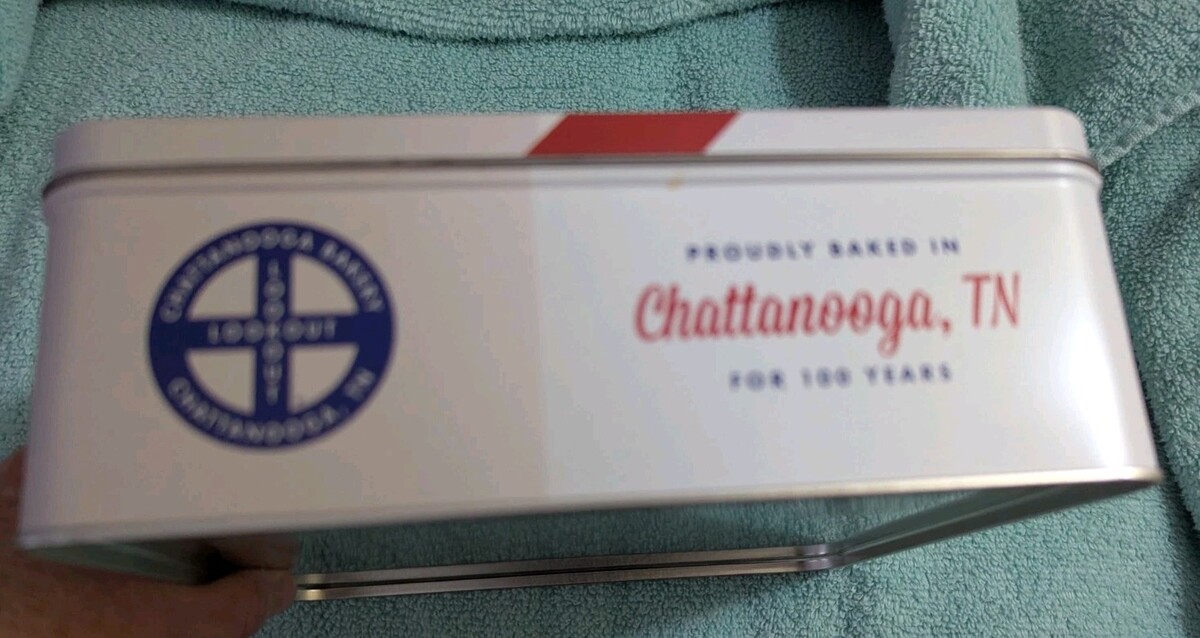 CHATTANOOGA BAKERY
LOOKOUT
LOOKOUT
CHATTANOOGA, TN
PROUDLY BAKED IN
Chattanooga, TN
FOR 100 YEARS